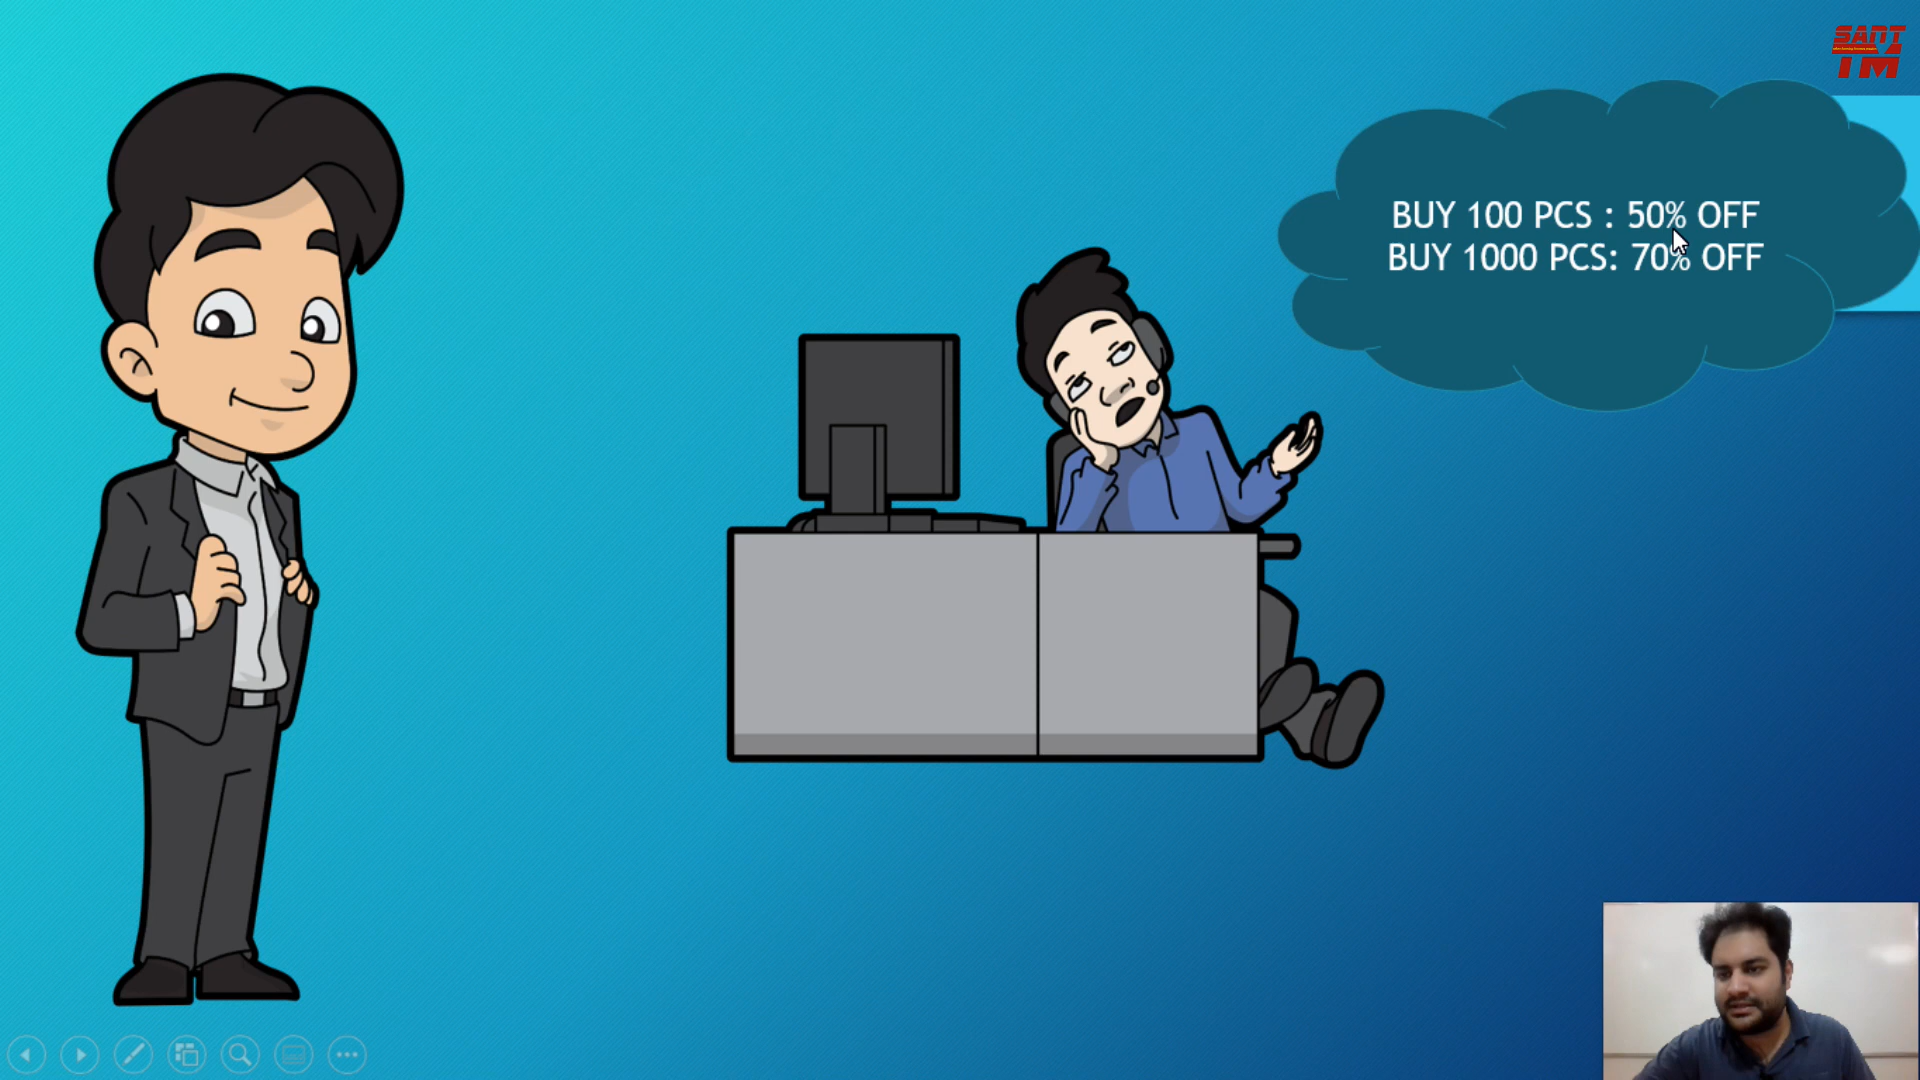 SANT
TM
BUY 100 PCS : 50% OFF
BUY 1000 PCS: 70% OFF